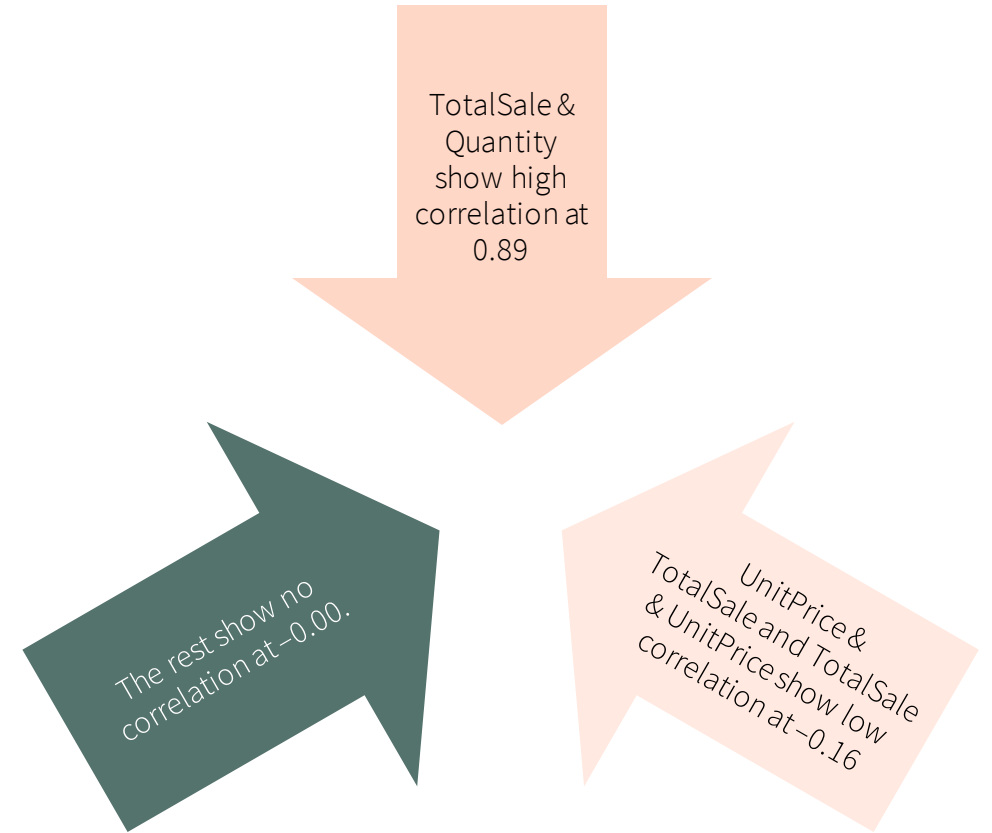 TotalSale &
Quantity
show high
correlation at
0.89
The rest show no
correlation at –0.00.
UnitPrice &
TotalSale and TotalSale
& UnitPrice show low
correlation at –0.16